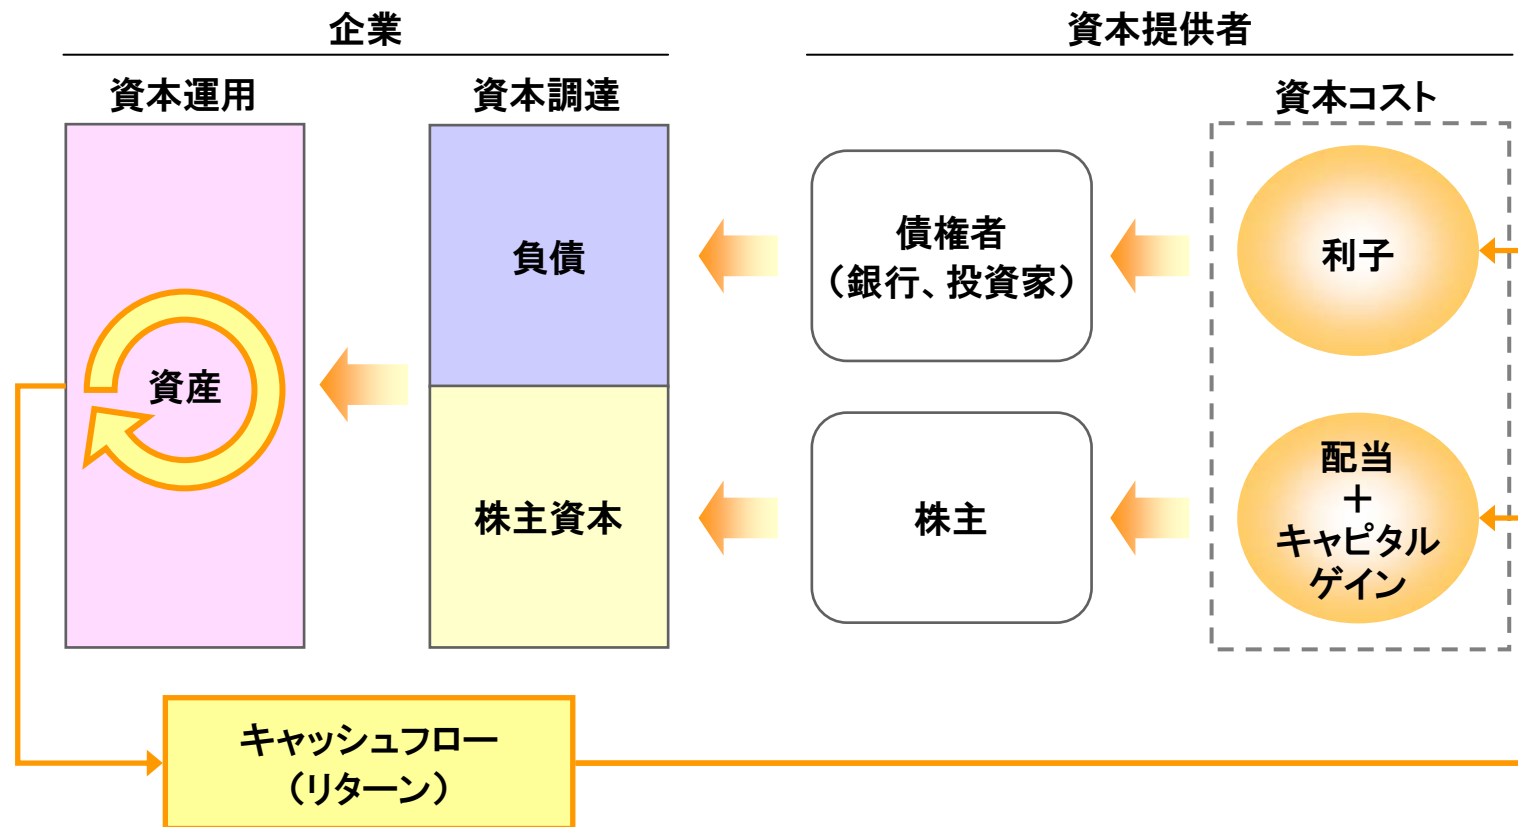 企業
資本提供者
資本運用
資本調達
資本コスト
負債
債権者
（銀行、投資家）
利子
資産
株主資本
株主
配当
＋
キャピタル
ゲイン
キャッシュフロー
（リターン）